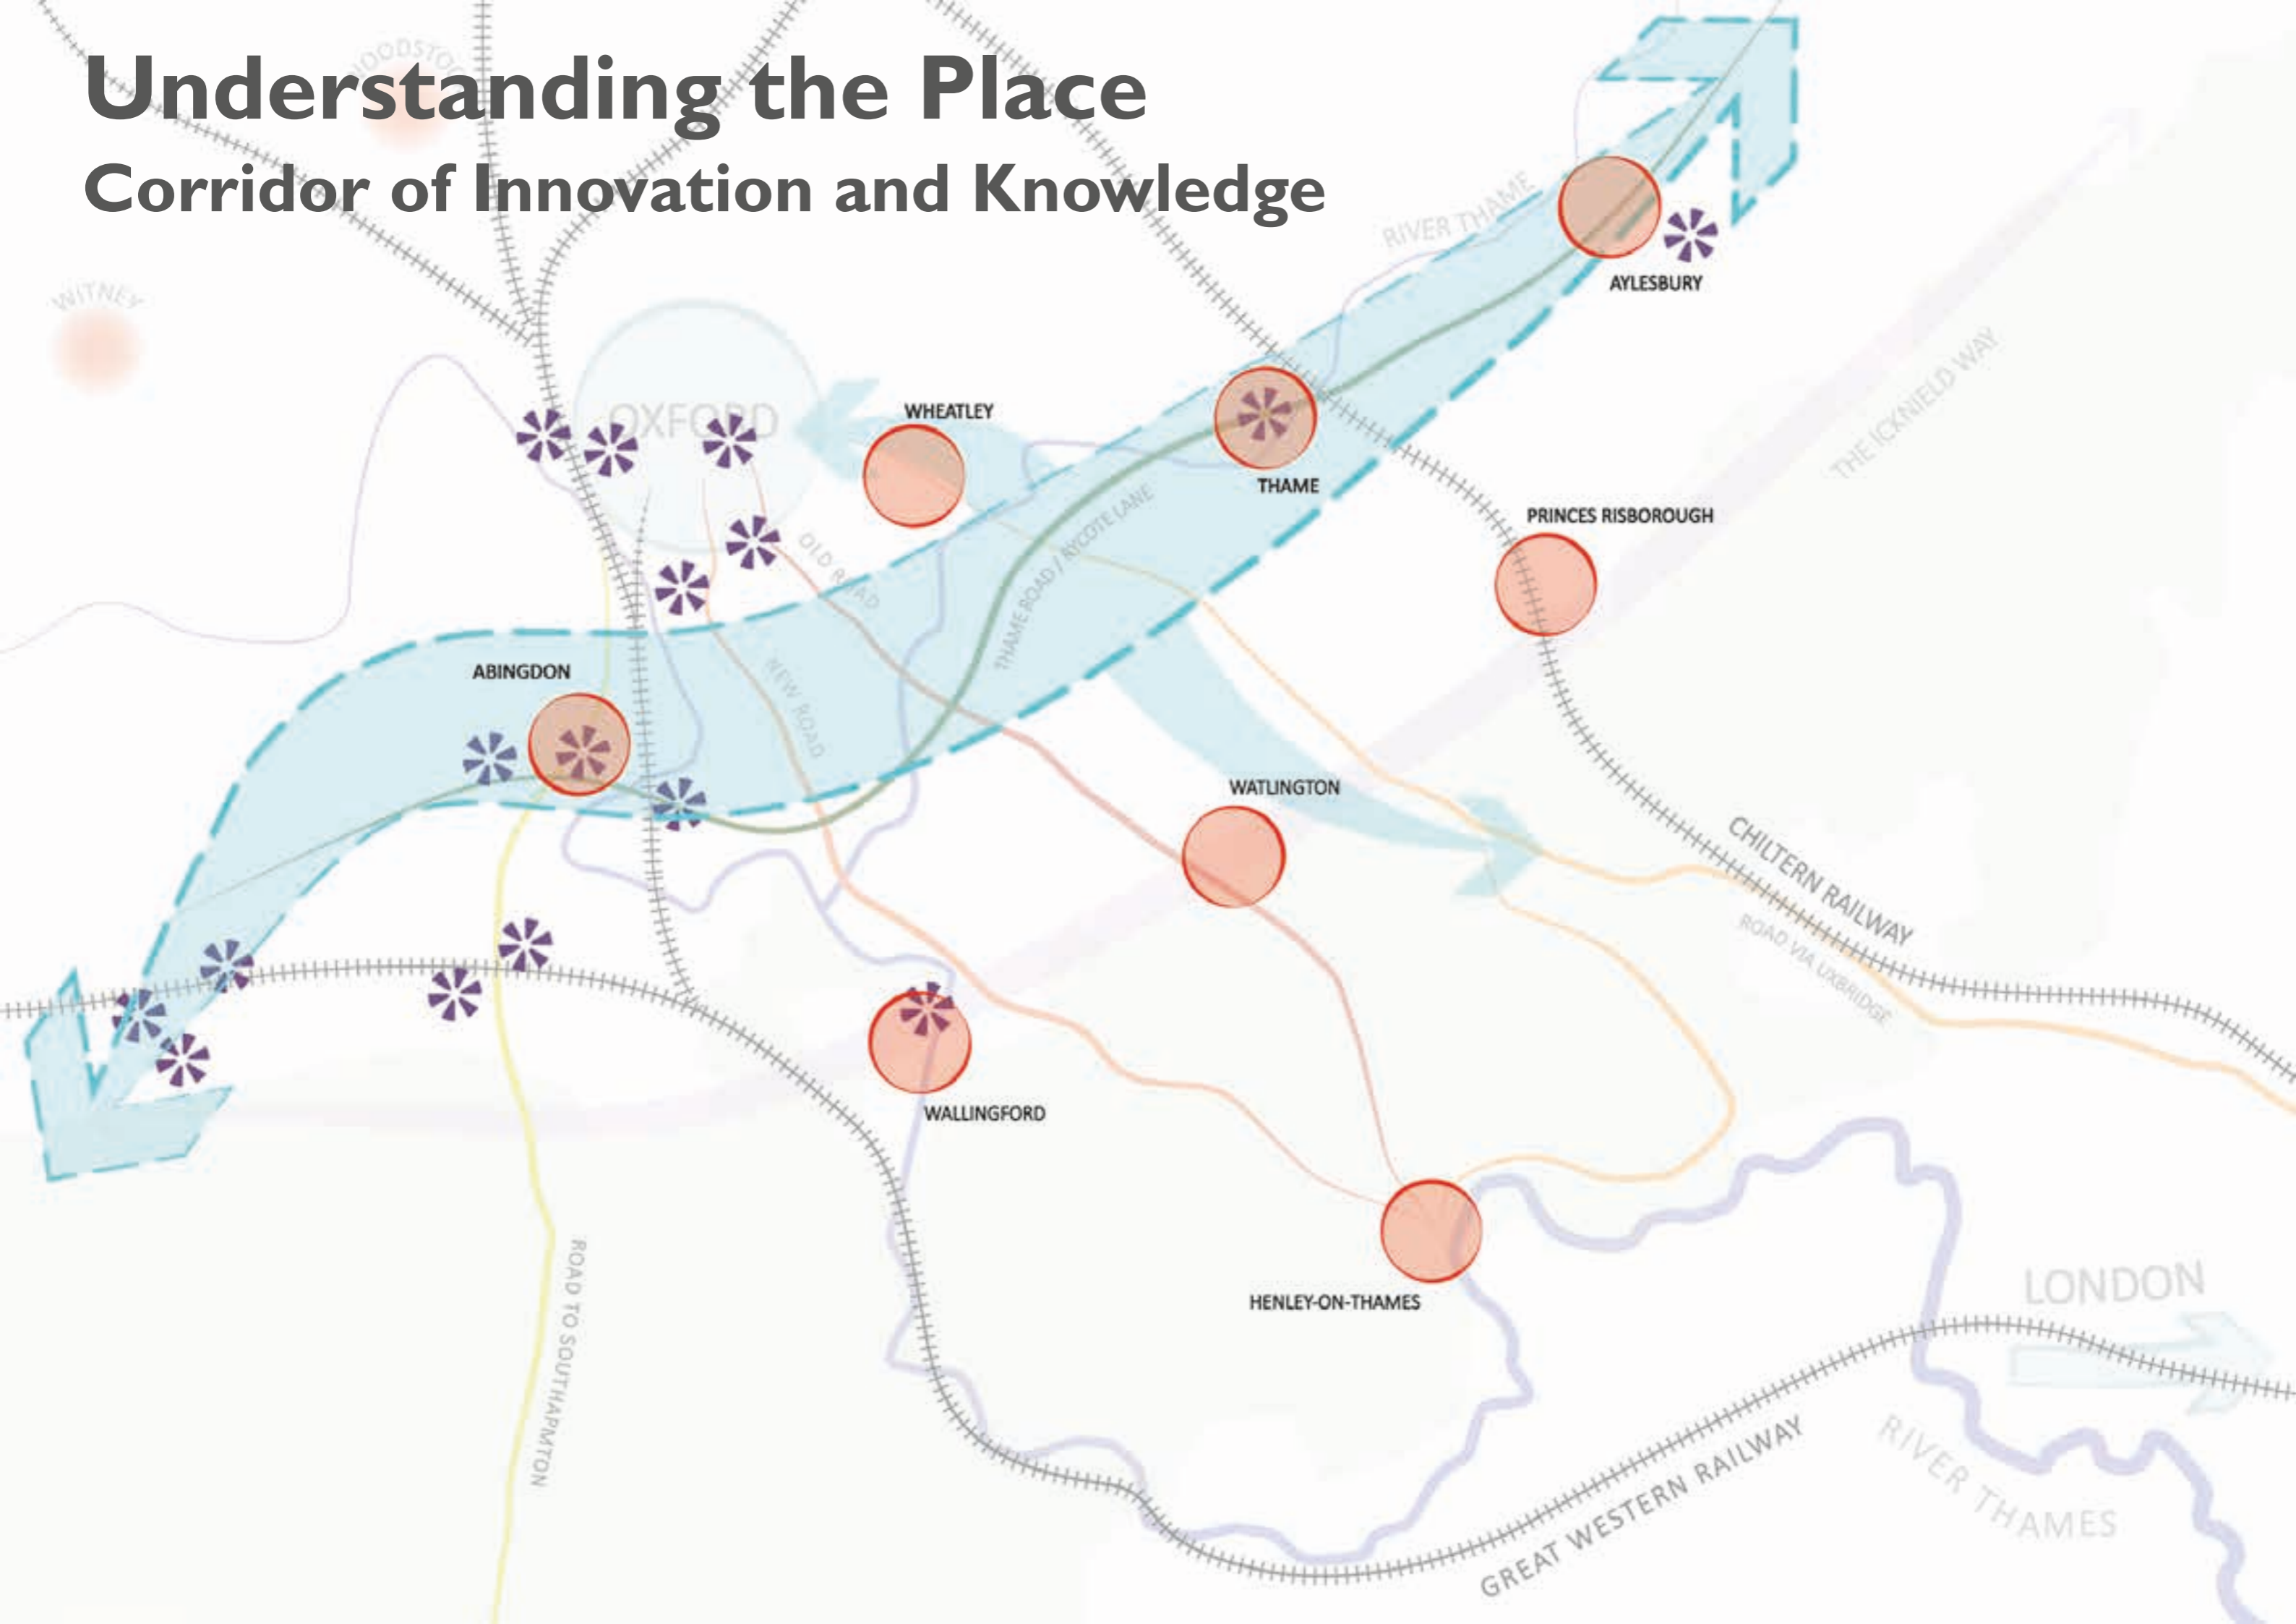 Understanding the Place
Corridor of Innovation and Knowledge
WOODSTOCK
WITNEY
OXFORD
RIVER THAME
AYLESBURY
WHEATLEY
THAME
THE ICKNIELD WAY
PRINCES RISBOROUGH
OLD ROAD
THAME ROAD / RYCOTE LANE
ABINGDON
NEW ROAD
WATLINGTON
CHILTERN RAILWAY
ROAD VIA UXBRIDGE
WALLINGFORD
ROAD TO SOUTHAPMTON
HENLEY-ON-THAMES
LONDON
RIVER THAMES
GREAT WESTERN RAILWAY